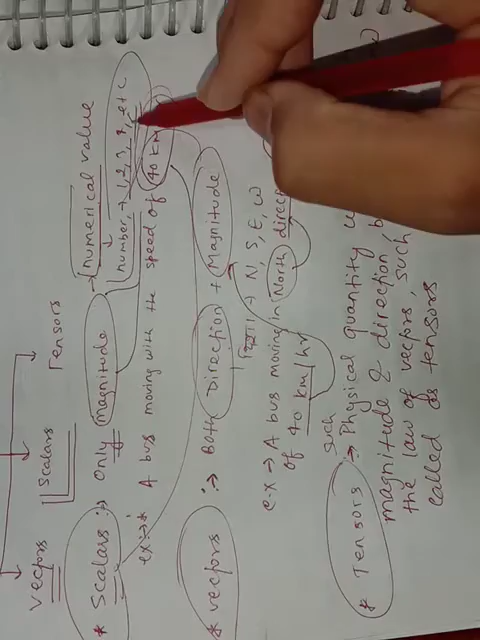 Vectors Scalars Tensors
* Scalars :→ Only magnitude → numerical value
number → 1, 2, 3, 4, etc
ex :→* A bus moving with the speed of 40 km
* vectors :→ Both Direction + Magnitude
→ N, S, E, W
e.x → A bus moving in North direc
of 40 km/hr
such
* Tensors :→ Physical quantity
magnitude & direction, b
the law of vectors, such
called as tensors